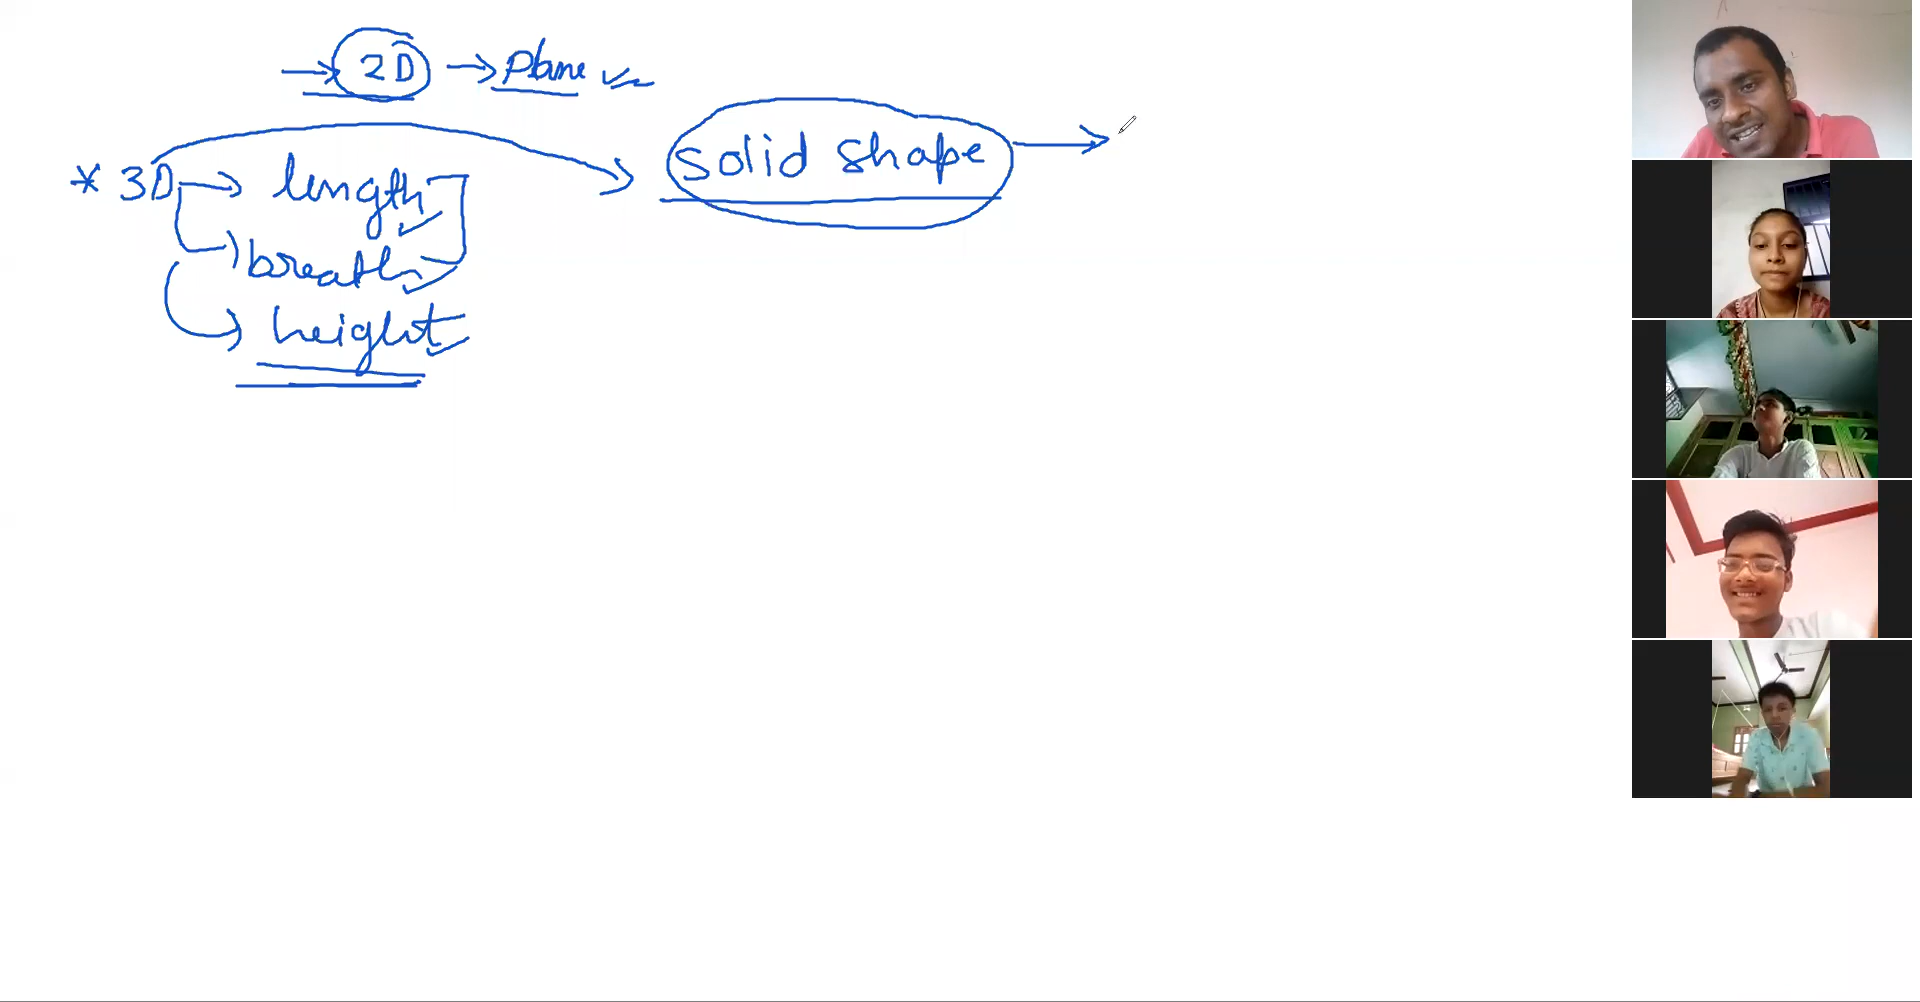 → 2D → Plane
* 3D → length → solid shape →
breath
height